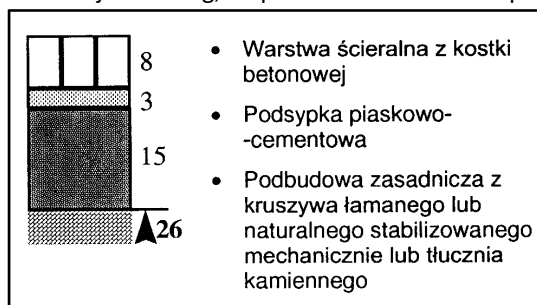 8
3
15
26
• Warstwa ścieralna z kostki
betonowej
• Podsypka piaskowo-
-cementowa
• Podbudowa zasadnicza z
kruszywa łamanego lub
naturalnego stabilizowanego
mechanicznie lub tłucznia
kamiennego